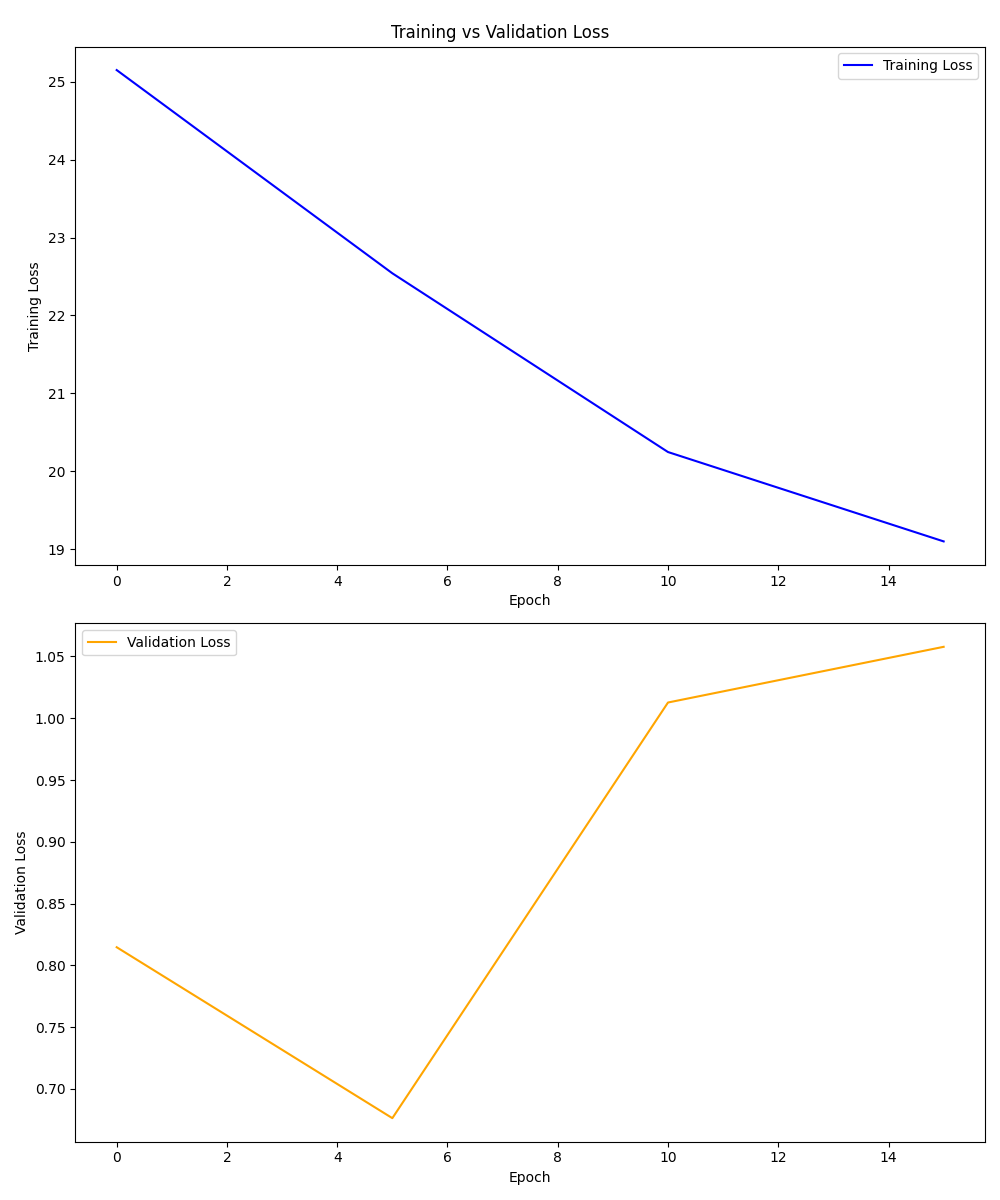 Training vs Validation Loss
Training Loss
25
24
23
22
21
20
19
Training Loss
0 2 4 6 8 10 12 14
Epoch
Validation Loss
1.05
1.00
0.95
0.90
0.85
0.80
0.75
0.70
Validation Loss
0 2 4 6 8 10 12 14
Epoch